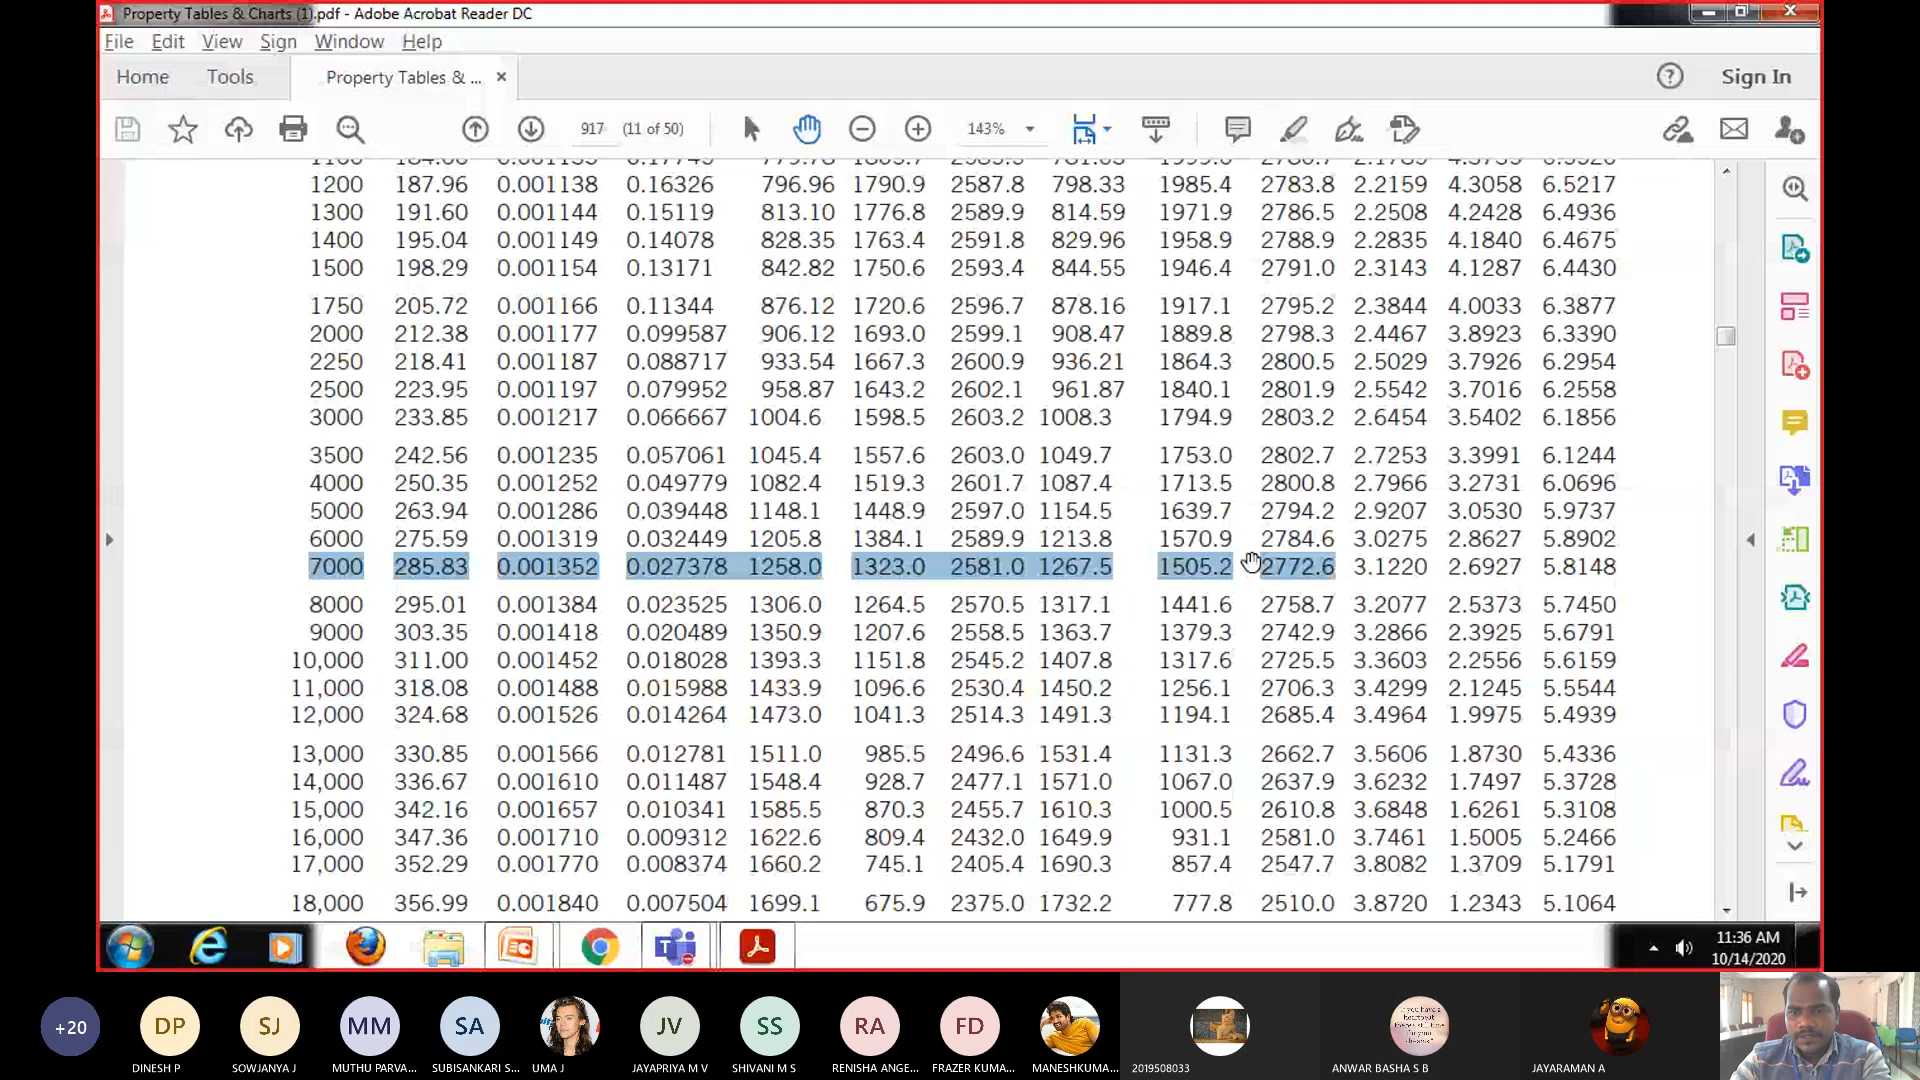 Property Tables & Charts (1).pdf - Adobe Acrobat Reader DC
File Edit View Sign Window Help
Home Tools Property Tables & ... × Sign In
917 (11 of 50) 143%
1200 187.96 0.001138 0.16326 796.96 1790.9 2587.8 798.33 1985.4 2783.8 2.2159 4.3058 6.5217
1300 191.60 0.001144 0.15119 813.10 1776.8 2589.9 814.59 1971.9 2786.5 2.2508 4.2428 6.4936
1400 195.04 0.001149 0.14078 828.35 1763.4 2591.8 829.96 1958.9 2788.9 2.2835 4.1840 6.4675
1500 198.29 0.001154 0.13171 842.82 1750.6 2593.4 844.55 1946.4 2791.0 2.3143 4.1287 6.4430
1750 205.72 0.001166 0.11344 876.12 1720.6 2596.7 878.16 1917.1 2795.2 2.3844 4.0033 6.3877
2000 212.38 0.001177 0.099587 906.12 1693.0 2599.1 908.47 1889.8 2798.3 2.4467 3.8923 6.3390
2250 218.41 0.001187 0.088717 933.54 1667.3 2600.9 936.21 1864.3 2800.5 2.5029 3.7926 6.2954
2500 223.95 0.001197 0.079952 958.87 1643.2 2602.1 961.87 1840.1 2801.9 2.5542 3.7016 6.2558
3000 233.85 0.001217 0.066667 1004.6 1598.5 2603.2 1008.3 1794.9 2803.2 2.6454 3.5402 6.1856
3500 242.56 0.001235 0.057061 1045.4 1557.6 2603.0 1049.7 1753.0 2802.7 2.7253 3.3991 6.1244
4000 250.35 0.001252 0.049779 1082.4 1519.3 2601.7 1087.4 1713.5 2800.8 2.7966 3.2731 6.0696
5000 263.94 0.001286 0.039448 1148.1 1448.9 2597.0 1154.5 1639.7 2794.2 2.9207 3.0530 5.9737
6000 275.59 0.001319 0.032449 1205.8 1384.1 2589.9 1213.8 1570.9 2784.6 3.0275 2.8627 5.8902
7000 285.83 0.001352 0.027378 1258.0 1323.0 2581.0 1267.5 1505.2 2772.6 3.1220 2.6927 5.8148
8000 295.01 0.001384 0.023525 1306.0 1264.5 2570.5 1317.1 1441.6 2758.7 3.2077 2.5373 5.7450
9000 303.35 0.001418 0.020489 1350.9 1207.6 2558.5 1363.7 1379.3 2742.9 3.2866 2.3925 5.6791
10,000 311.00 0.001452 0.018028 1393.3 1151.8 2545.2 1407.8 1317.6 2725.5 3.3603 2.2556 5.6159
11,000 318.08 0.001488 0.015988 1433.9 1096.6 2530.4 1450.2 1256.1 2706.3 3.4299 2.1245 5.5544
12,000 324.68 0.001526 0.014264 1473.0 1041.3 2514.3 1491.3 1194.1 2685.4 3.4964 1.9975 5.4939
13,000 330.85 0.001566 0.012781 1511.0 985.5 2496.6 1531.4 1131.3 2662.7 3.5606 1.8730 5.4336
14,000 336.67 0.001610 0.011487 1548.4 928.7 2477.1 1571.0 1067.0 2637.9 3.6232 1.7497 5.3728
15,000 342.16 0.001657 0.010341 1585.5 870.3 2455.7 1610.3 1000.5 2610.8 3.6848 1.6261 5.3108
16,000 347.36 0.001710 0.009312 1622.6 809.4 2432.0 1649.9 931.1 2581.0 3.7461 1.5005 5.2466
17,000 352.29 0.001770 0.008374 1660.2 745.1 2405.4 1690.3 857.4 2547.7 3.8082 1.3709 5.1791
18,000 356.99 0.001840 0.007504 1699.1 675.9 2375.0 1732.2 777.8 2510.0 3.8720 1.2343 5.1064
11:36 AM
10/14/2020
+20 DP SJ MM SA JV SS RA FD
DINESH P SOWJANYA J MUTHU PARVA... SUBISANKARI S... UMA J JAYAPRIYA M V SHIVANI M S RENISHA ANGE... FRAZER KUMA... MANESHKUMA... 2019508033 ANWAR BASHA S B JAYARAMAN A